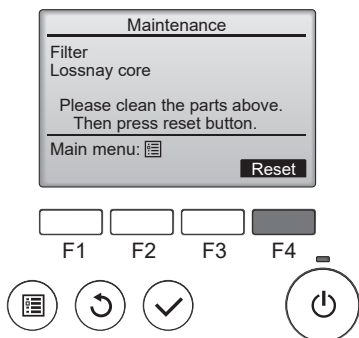 Maintenance
Filter
Lossnay core
Please clean the parts above.
Then press reset button.
Main menu:
Reset
F1 F2 F3 F4